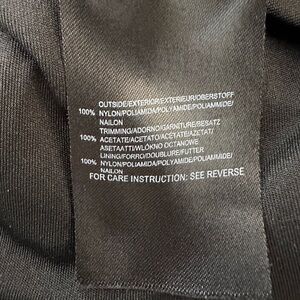 OUTSIDE/EXTERIOR/EXTERIEUR/OBERSTOFF
100% NYLON/POLIAMIDA/POLYAMIDE/POLIAMMIDE/
NAILON
TRIMMING/ADORNO/GARNITURE/BESATZ
100% ACETATE/ACETATO/ACETATE/AZETAT/
ASETAATTI/WLÓKNO OCTANOWE
LINING/FORRO/DOUBLURE/FUTTER
100% NYLON/POLIAMIDA/POLYAMIDE/POLIAMMIDE/
NAILON
FOR CARE INSTRUCTION: SEE REVERSE